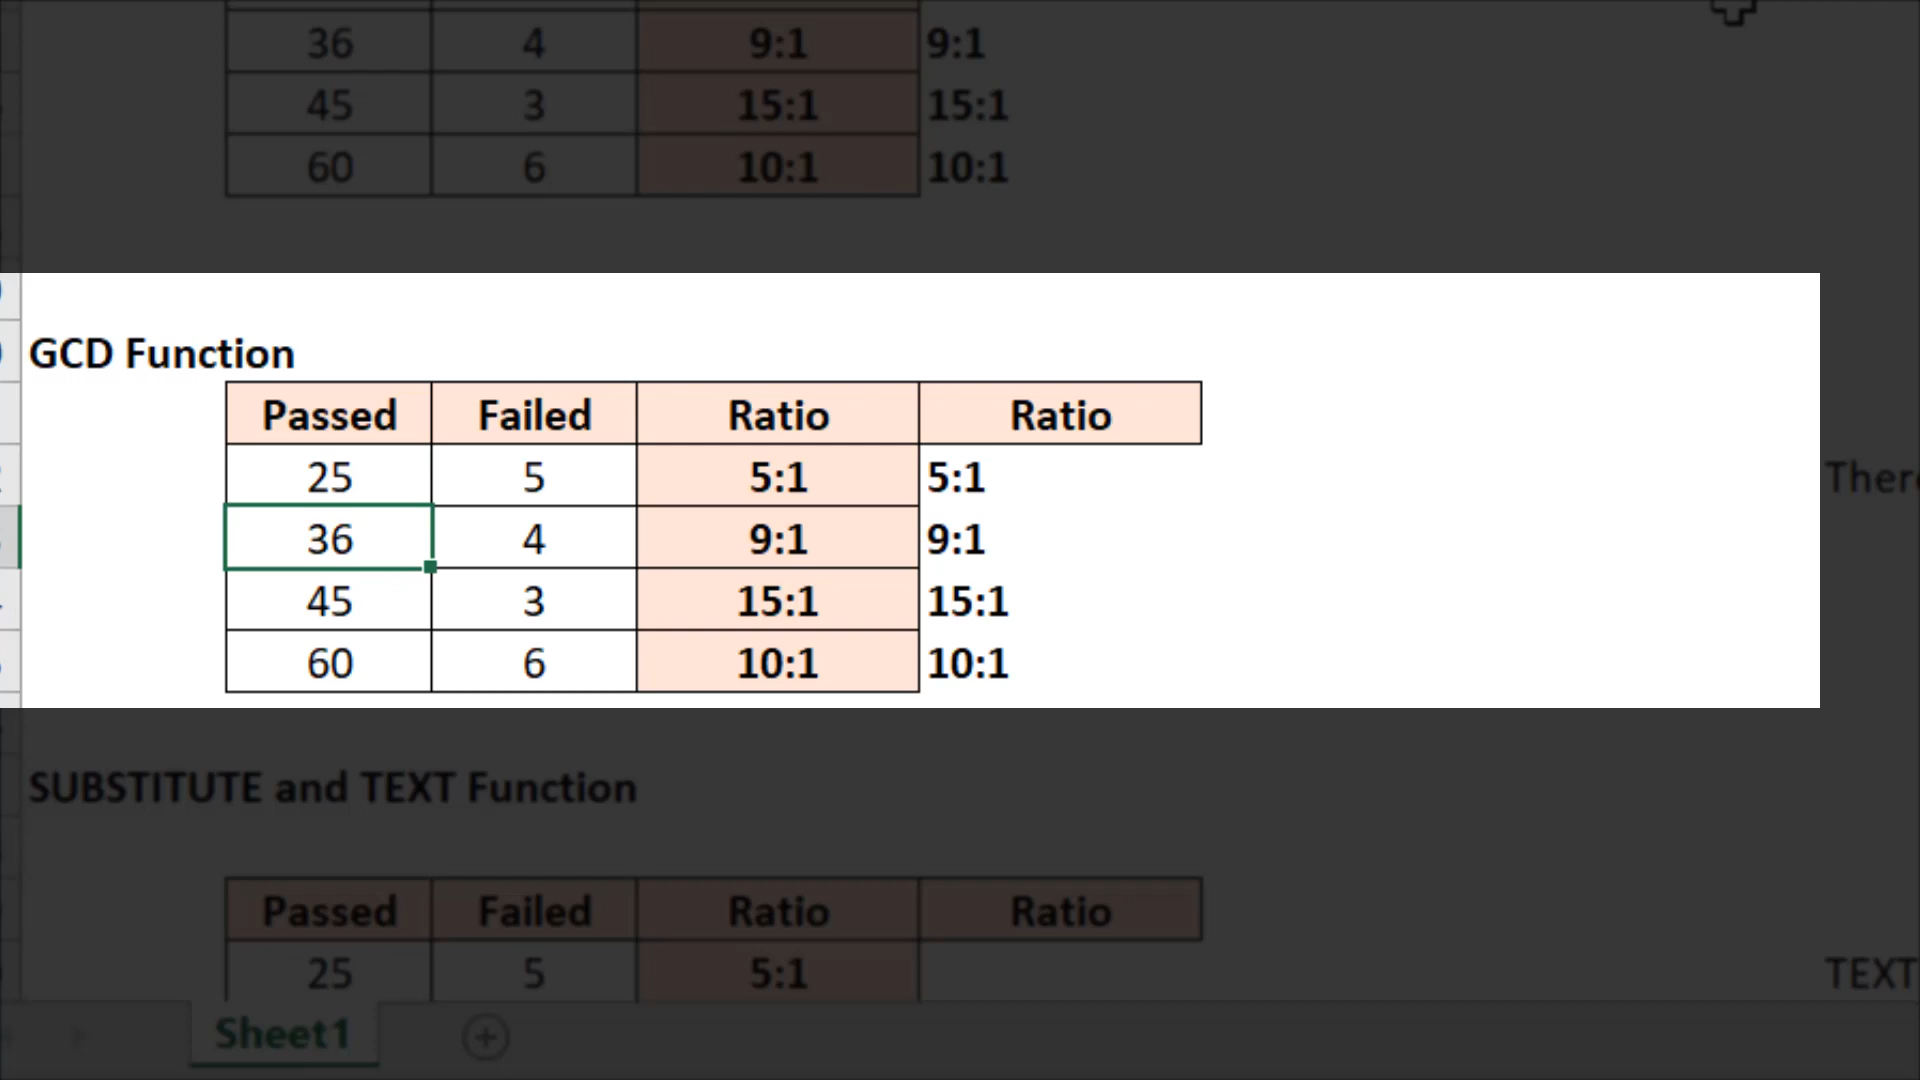 36 4 9:1 9:1
45 3 15:1 15:1
60 6 10:1 10:1
GCD Function
Passed Failed Ratio Ratio
25 5 5:1 5:1
36 4 9:1 9:1
45 3 15:1 15:1
60 6 10:1 10:1
SUBSTITUTE and TEXT Function
Passed Failed Ratio Ratio
25 5 5:1
TEXT
Sheet1